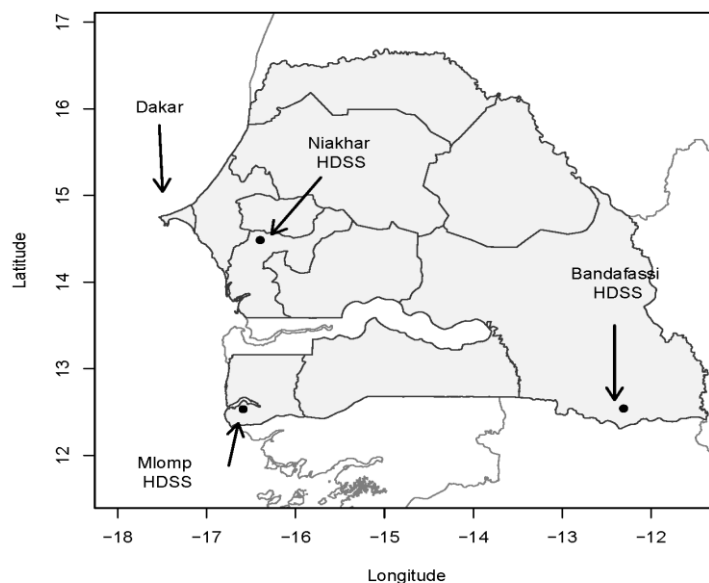 17
16
15
14
13
12
Latitude
Dakar
Niakhar
HDSS
Bandafassi
HDSS
Mlomp
HDSS
−18
−17
−16
−15
−14
−13
−12
Longitude